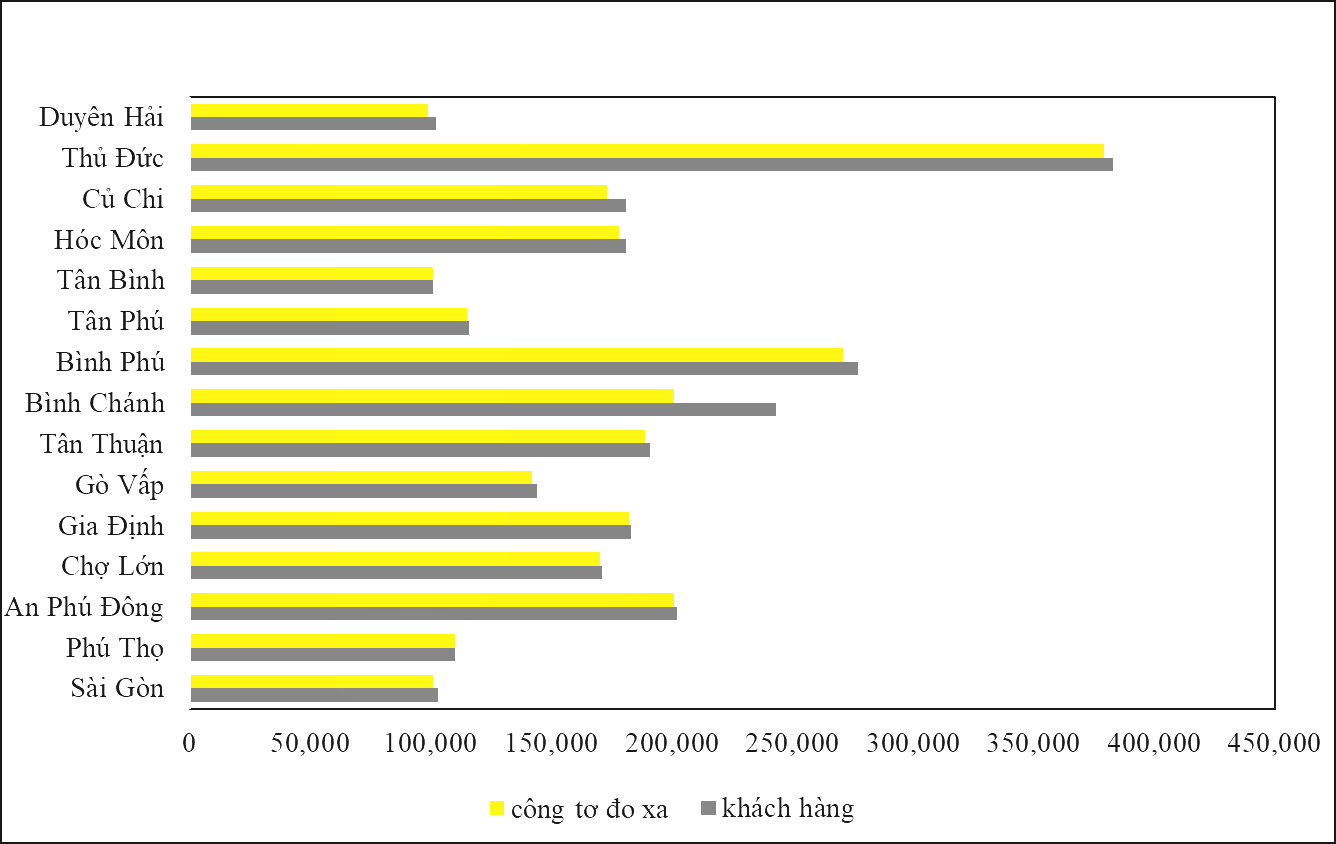 Duyên Hải
Thủ Đức
Củ Chi
Hóc Môn
Tân Bình
Tân Phú
Bình Phú
Bình Chánh
Tân Thuận
Gò Vấp
Gia Định
Chợ Lớn
An Phú Đông
Phú Thọ
Sài Gòn
0 50,000 100,000 150,000 200,000 250,000 300,000 350,000 400,000 450,000
công tơ đo xa khách hàng